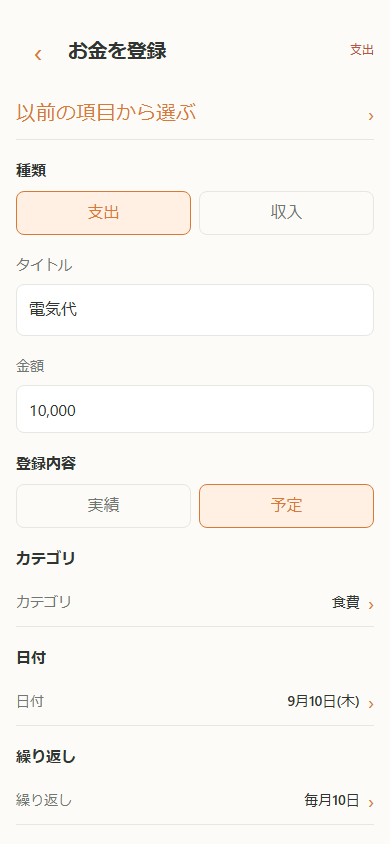 ‹ お金を登録 支出
以前の項目から選ぶ ›
種類
支出 収入
タイトル
電気代
金額
10,000
登録内容
実績 予定
カテゴリ
カテゴリ 食費 ›
日付
日付 9月10日(木) ›
繰り返し
繰り返し 毎月10日 ›